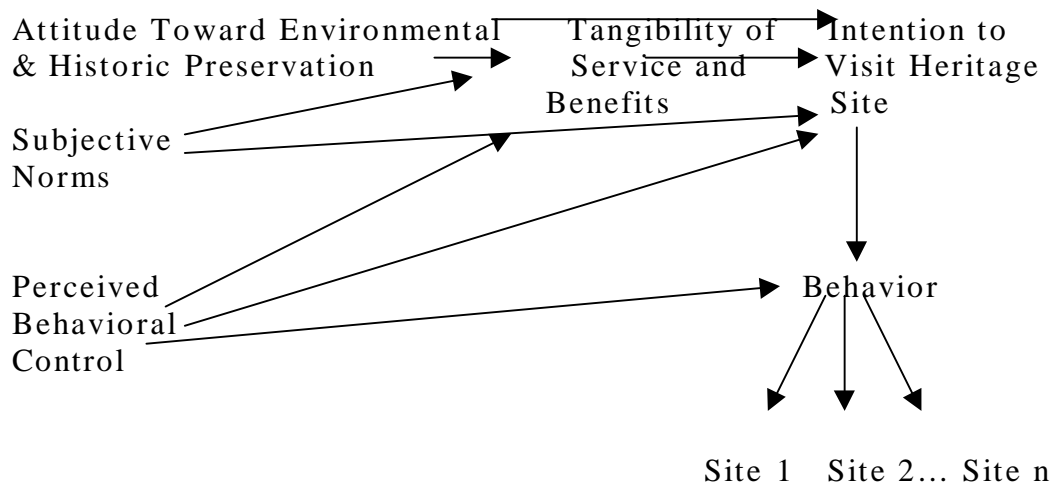 Attitude Toward Environmental
& Historic Preservation
Tangibility of
Service and
Benefits
Intention to
Visit Heritage
Site
Subjective
Norms
Perceived
Behavioral
Control
Behavior
Site 1 Site 2... Site n